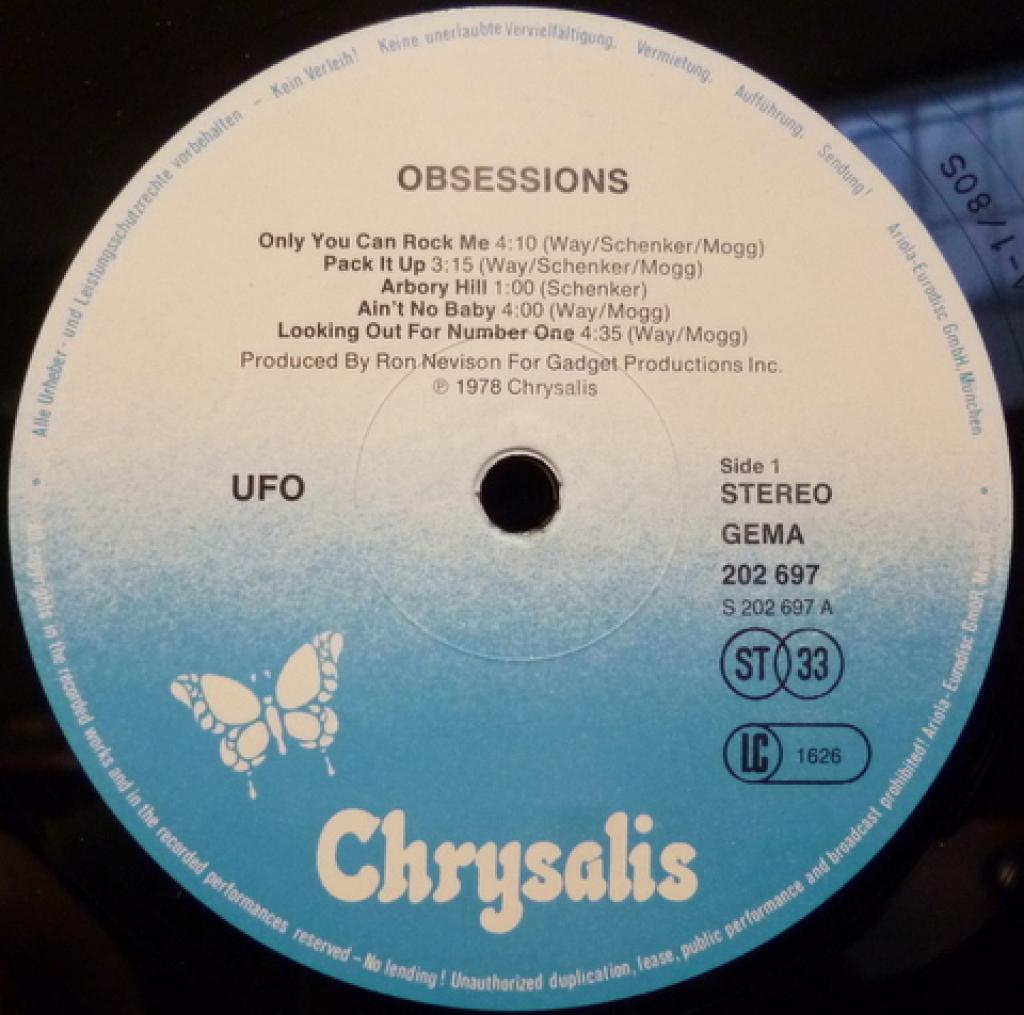 Alle Urheber- und Leistungsschutzrechte vorbehalten – Kein Verleih! Keine unerlaubte Vervielfältigung, Vermietung, Aufführung, Sendung! Ariola-Eurodisc GmbH, München.
OBSESSIONS
Only You Can Rock Me 4:10 (Way/Schenker/Mogg)
Pack It Up 3:15 (Way/Schenker/Mogg)
Arbory Hill 1:00 (Schenker)
Ain't No Baby 4:00 (Way/Mogg)
Looking Out For Number One 4:35 (Way/Mogg)
Produced By Ron Nevison For Gadget Productions Inc.
℗ 1978 Chrysalis
UFO
Side 1
STEREO
GEMA
202 697
S 202 697 A
ST 33
LC 1626
Chrysalis
in the recorded works and in the recorded performances reserved – No lending! Unauthorized duplication, lease, public performance and broadcast prohibited! Ariola-Eurodisc GmbH
-1/80S